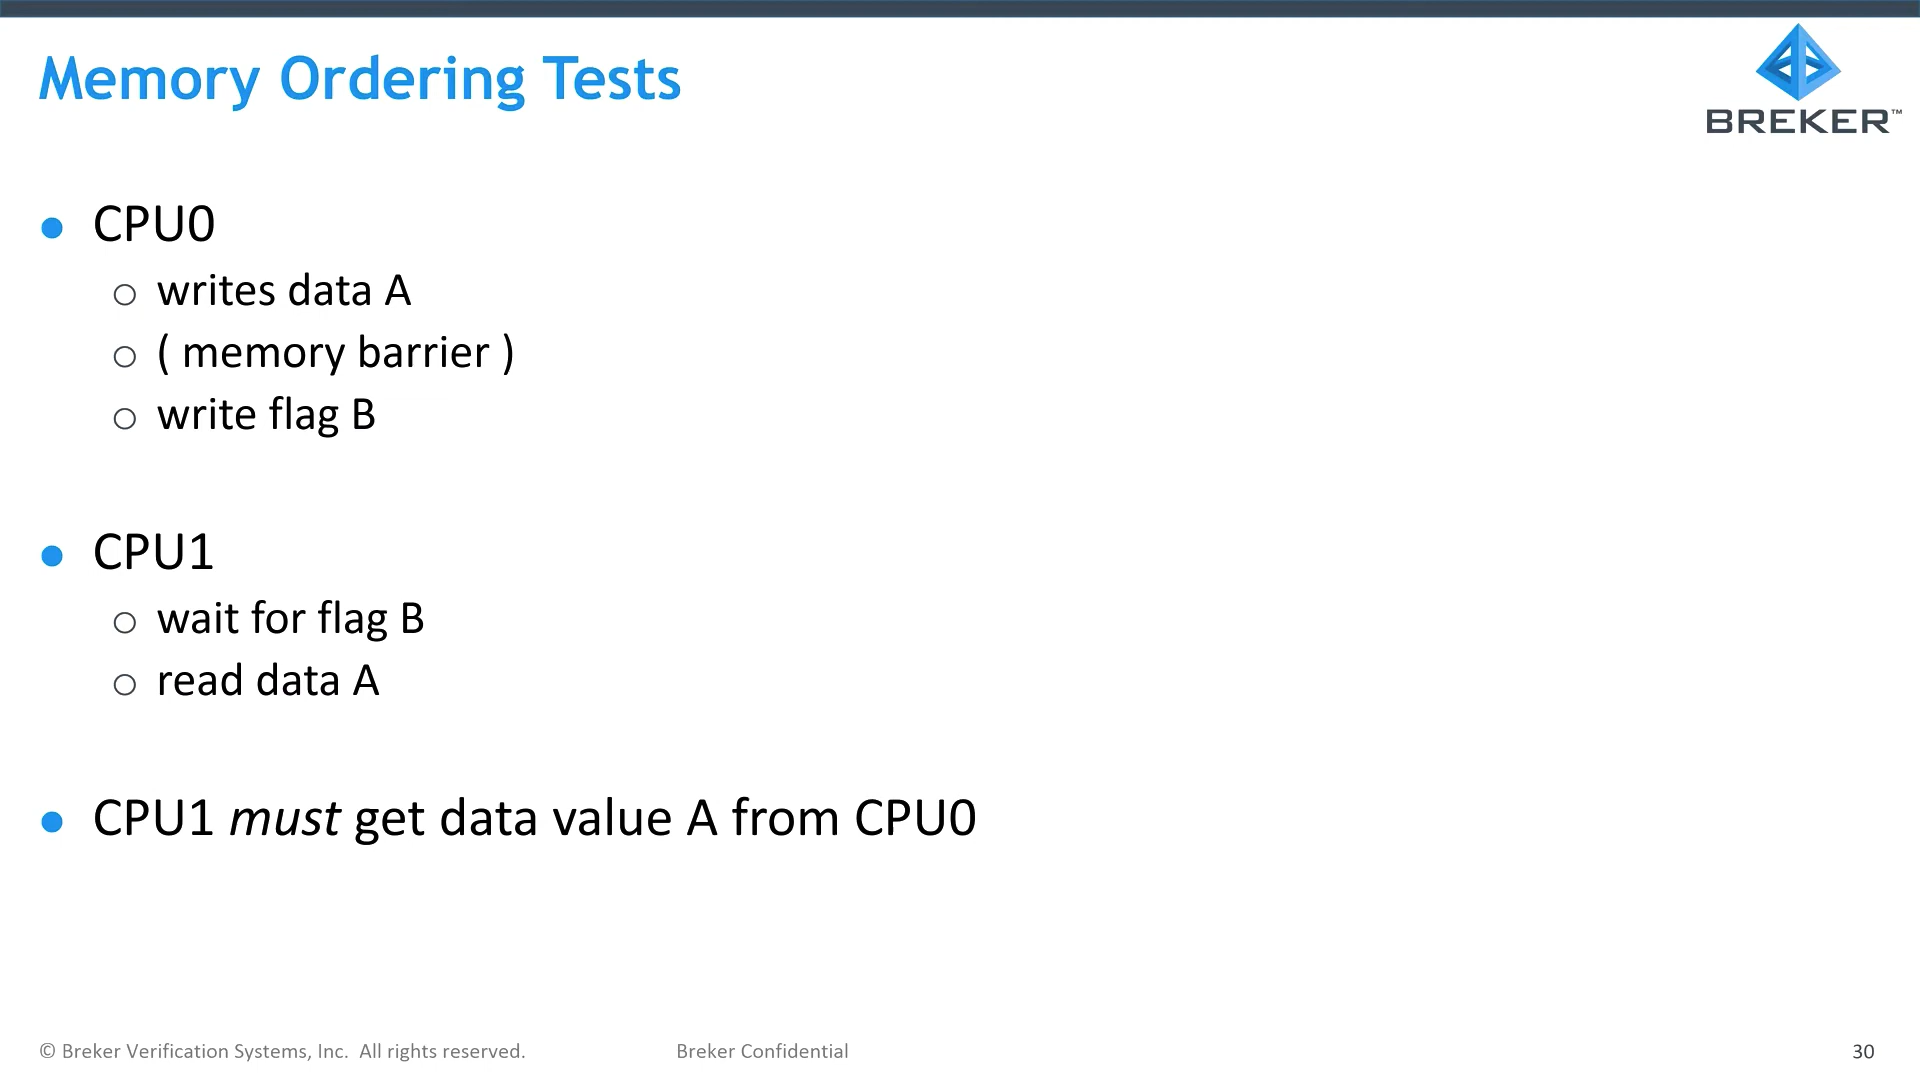 Memory Ordering Tests
BREKER™
● CPU0
○ writes data A
○ ( memory barrier )
○ write flag B
● CPU1
○ wait for flag B
○ read data A
● CPU1 must get data value A from CPU0
© Breker Verification Systems, Inc. All rights reserved. Breker Confidential 30